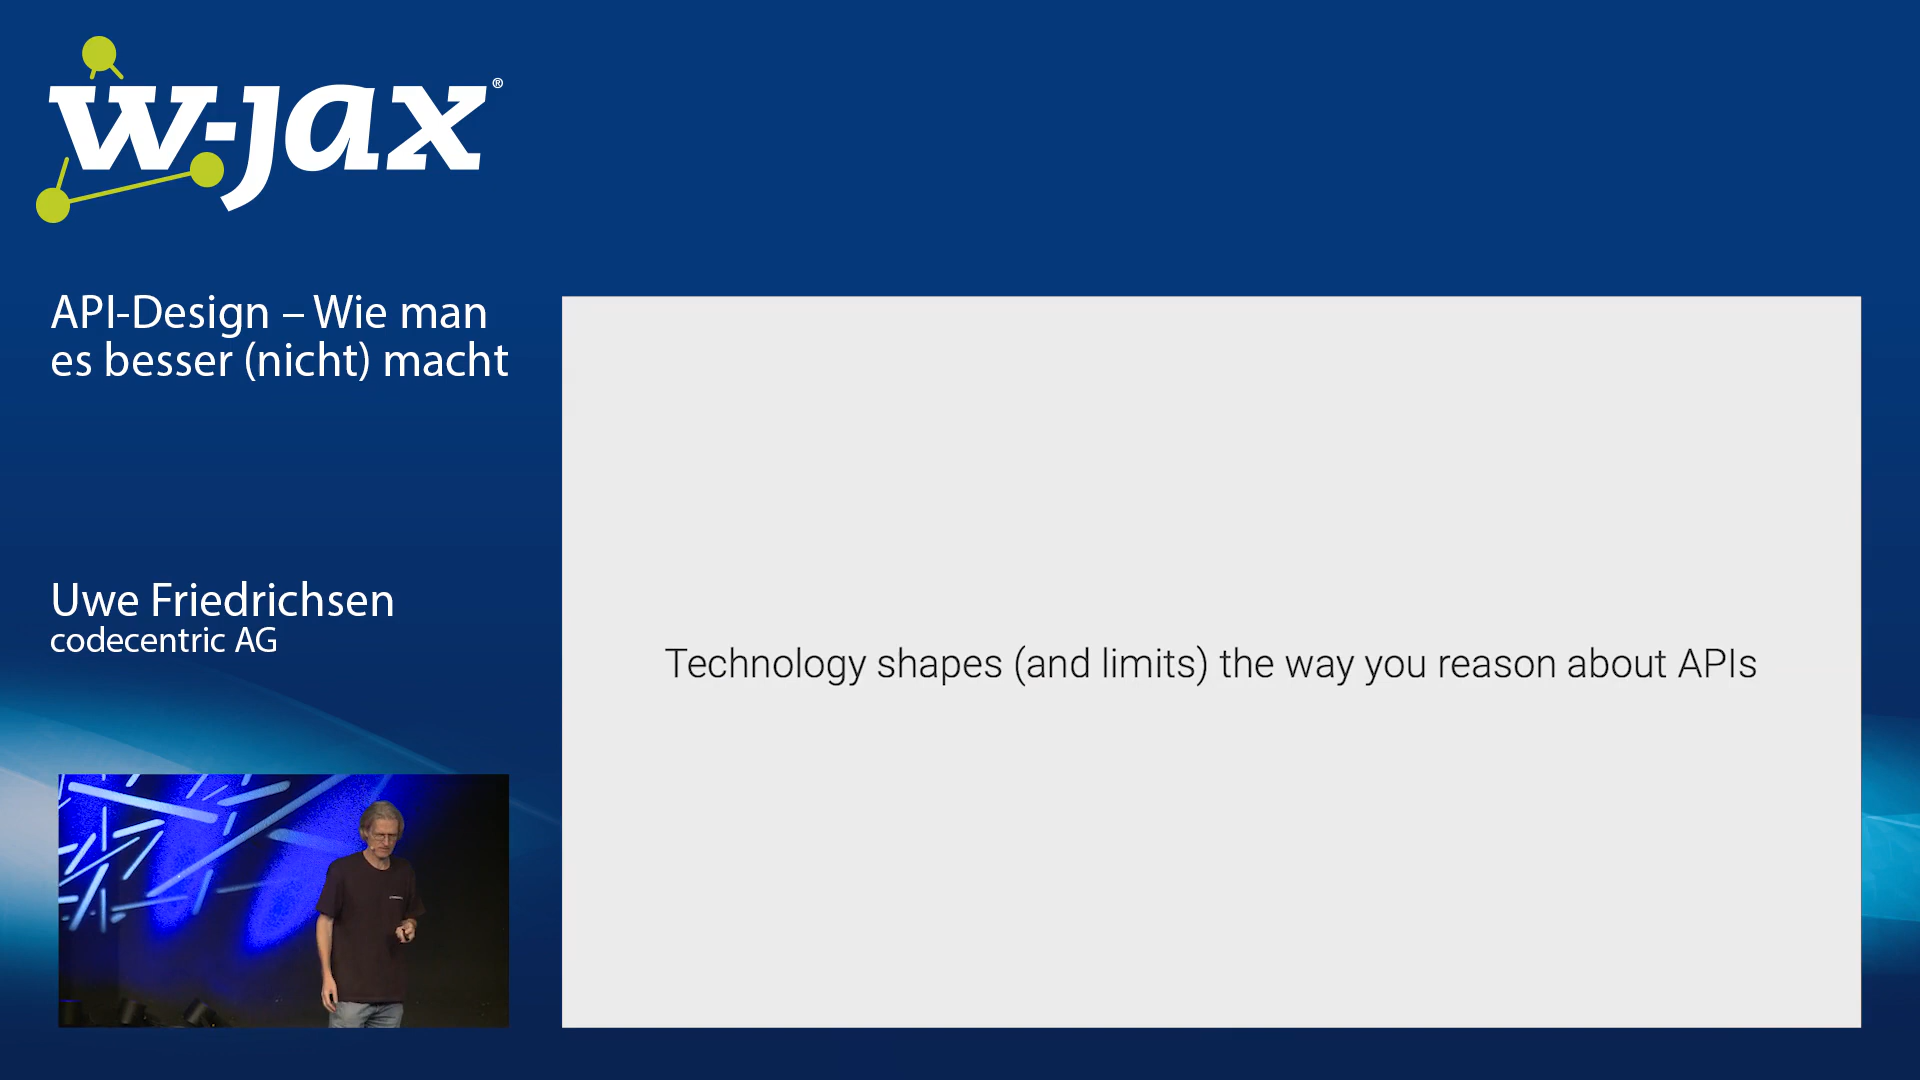 w-jax®
API-Design – Wie man
es besser (nicht) macht
Uwe Friedrichsen
codecentric AG
Technology shapes (and limits) the way you reason about APIs